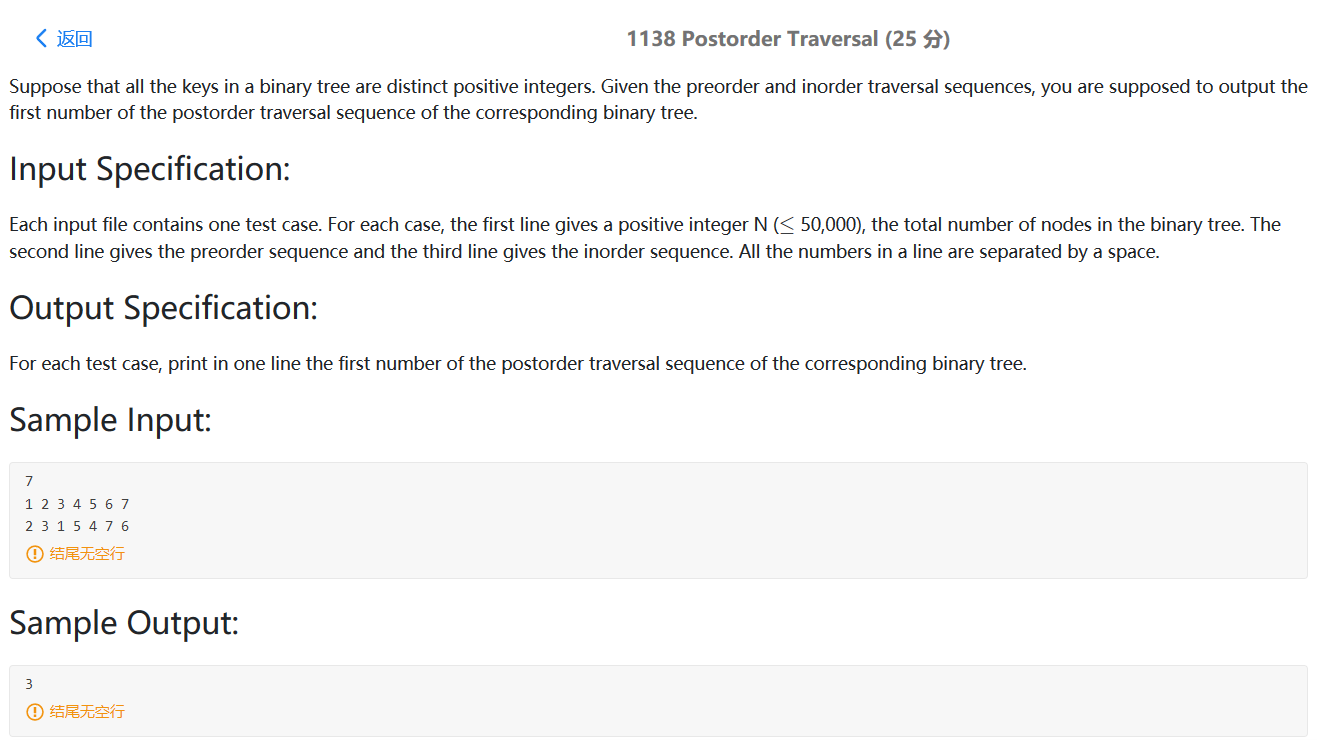 返回
1138 Postorder Traversal (25 分)
Suppose that all the keys in a binary tree are distinct positive integers. Given the preorder and inorder traversal sequences, you are supposed to output the
first number of the postorder traversal sequence of the corresponding binary tree.
Input Specification:
Each input file contains one test case. For each case, the first line gives a positive integer N (≤ 50,000), the total number of nodes in the binary tree. The
second line gives the preorder sequence and the third line gives the inorder sequence. All the numbers in a line are separated by a space.
Output Specification:
For each test case, print in one line the first number of the postorder traversal sequence of the corresponding binary tree.
Sample Input:
7
1 2 3 4 5 6 7
2 3 1 5 4 7 6
结尾无空行
Sample Output:
3
结尾无空行